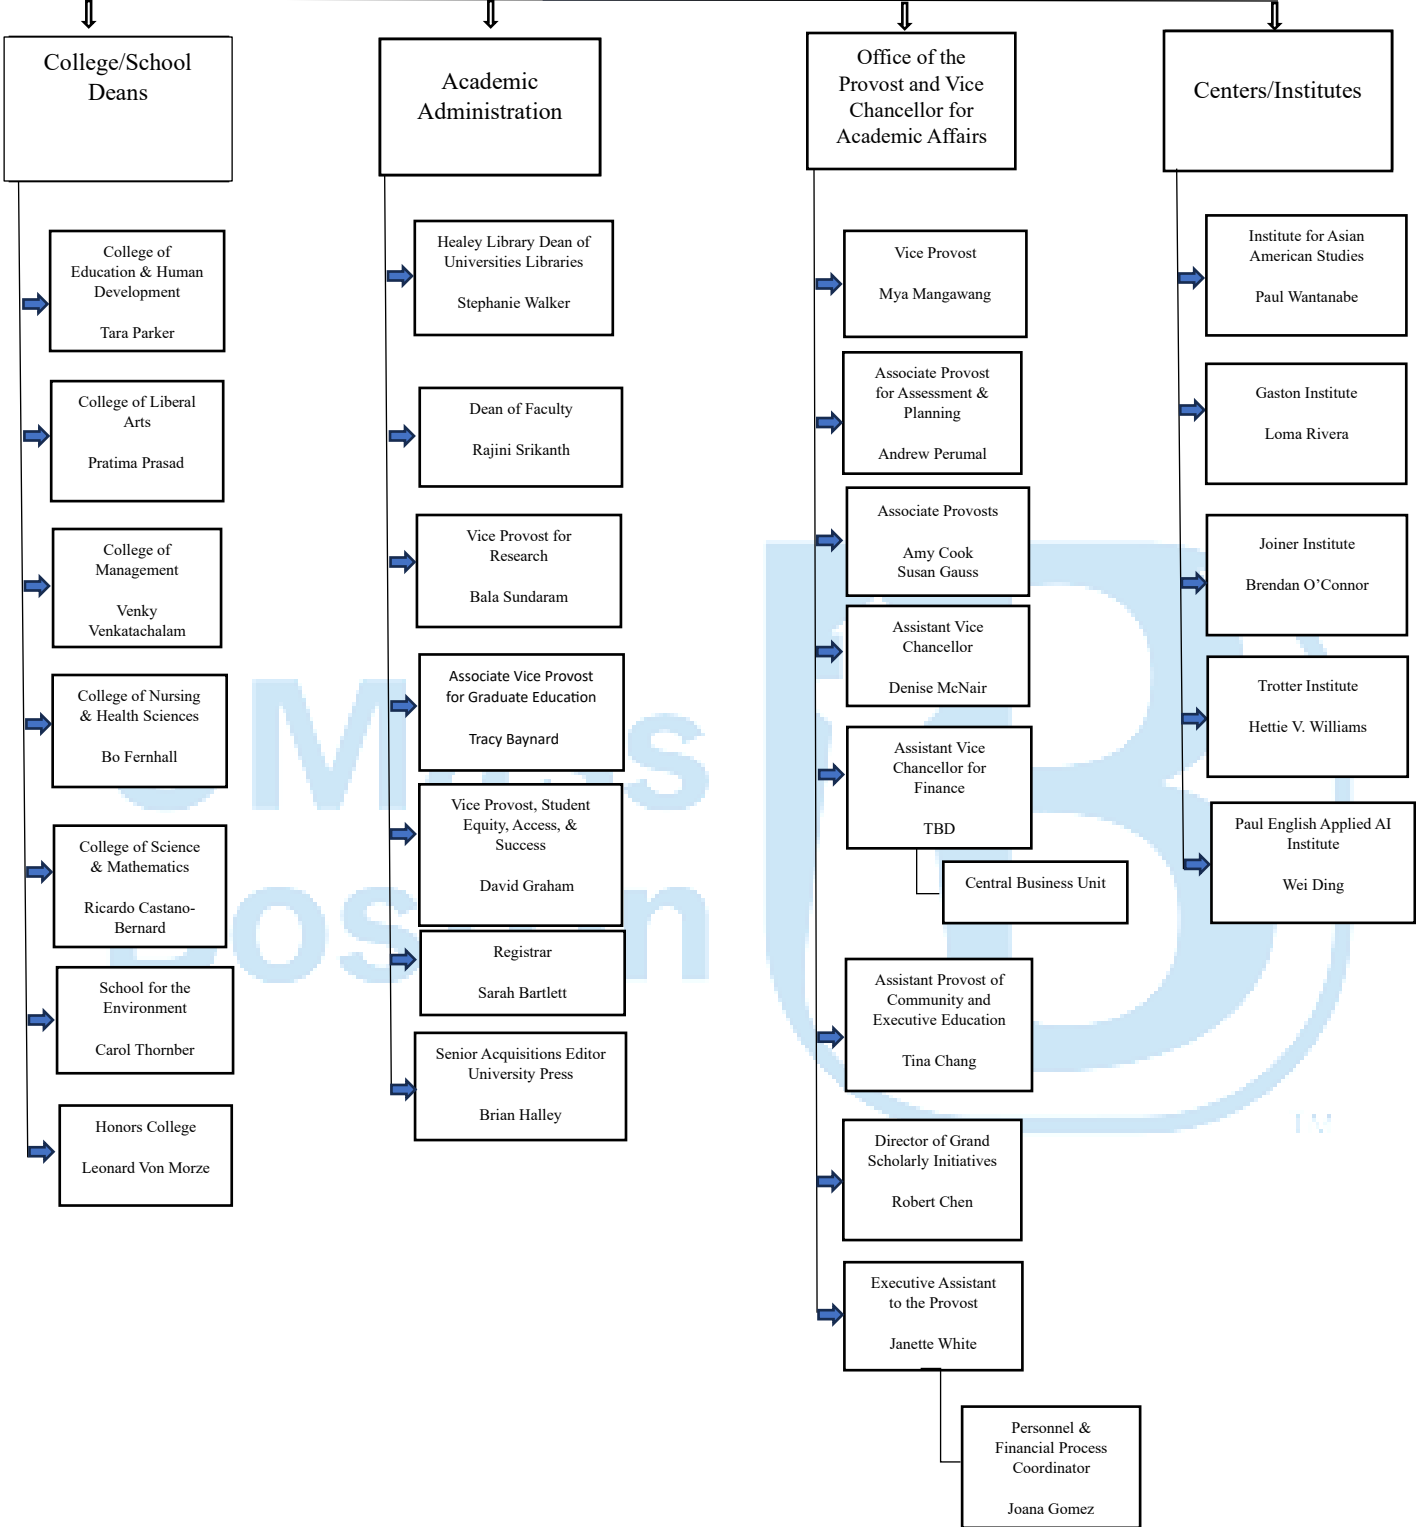 College/School
Deans
College of
Education & Human
Development
Tara Parker
College of Liberal
Arts
Pratima Prasad
College of
Management
Venky
Venkatachalam
College of Nursing
& Health Sciences
Bo Fernhall
College of Science
& Mathematics
Ricardo Castano-
Bernard
School for the
Environment
Carol Thornber
Honors College
Leonard Von Morze
Academic
Administration
Healey Library Dean of
Universities Libraries
Stephanie Walker
Dean of Faculty
Rajini Srikanth
Vice Provost for
Research
Bala Sundaram
Associate Vice Provost
for Graduate Education
Tracy Baynard
Vice Provost, Student
Equity, Access, &
Success
David Graham
Registrar
Sarah Bartlett
Senior Acquisitions Editor
University Press
Brian Halley
Office of the
Provost and Vice
Chancellor for
Academic Affairs
Vice Provost
Mya Mangawang
Associate Provost
for Assessment &
Planning
Andrew Perumal
Associate Provosts
Amy Cook
Susan Gauss
Assistant Vice
Chancellor
Denise McNair
Assistant Vice
Chancellor for
Finance
TBD
Central Business Unit
Assistant Provost of
Community and
Executive Education
Tina Chang
Director of Grand
Scholarly Initiatives
Robert Chen
Executive Assistant
to the Provost
Janette White
Personnel &
Financial Process
Coordinator
Joana Gomez
Centers/Institutes
Institute for Asian
American Studies
Paul Wantanabe
Gaston Institute
Loma Rivera
Joiner Institute
Brendan O’Connor
Trotter Institute
Hettie V. Williams
Paul English Applied AI
Institute
Wei Ding
TM